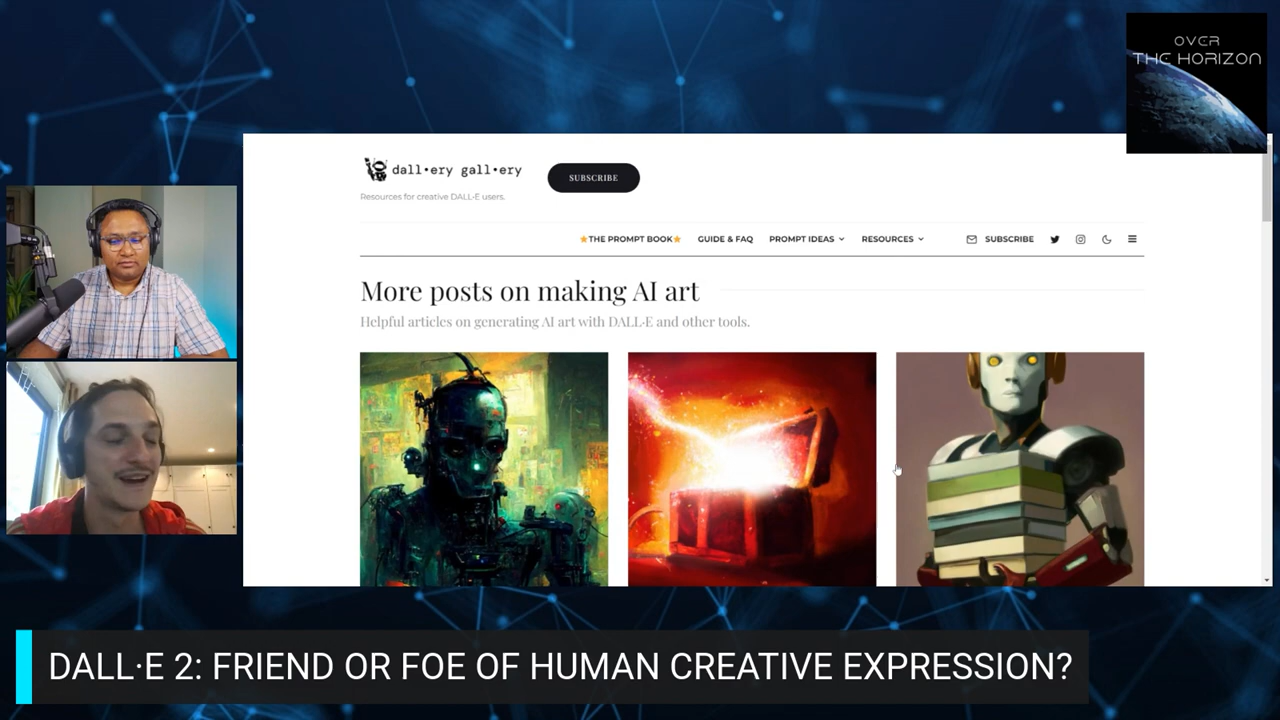 OVER
THE HORIZON
dall•ery gall•ery
SUBSCRIBE
Resources for creative DALL•E users.
⭐THE PROMPT BOOK⭐ GUIDE & FAQ PROMPT IDEAS RESOURCES SUBSCRIBE
More posts on making AI art
Helpful articles on generating AI art with DALL•E and other tools.
DALL·E 2: FRIEND OR FOE OF HUMAN CREATIVE EXPRESSION?